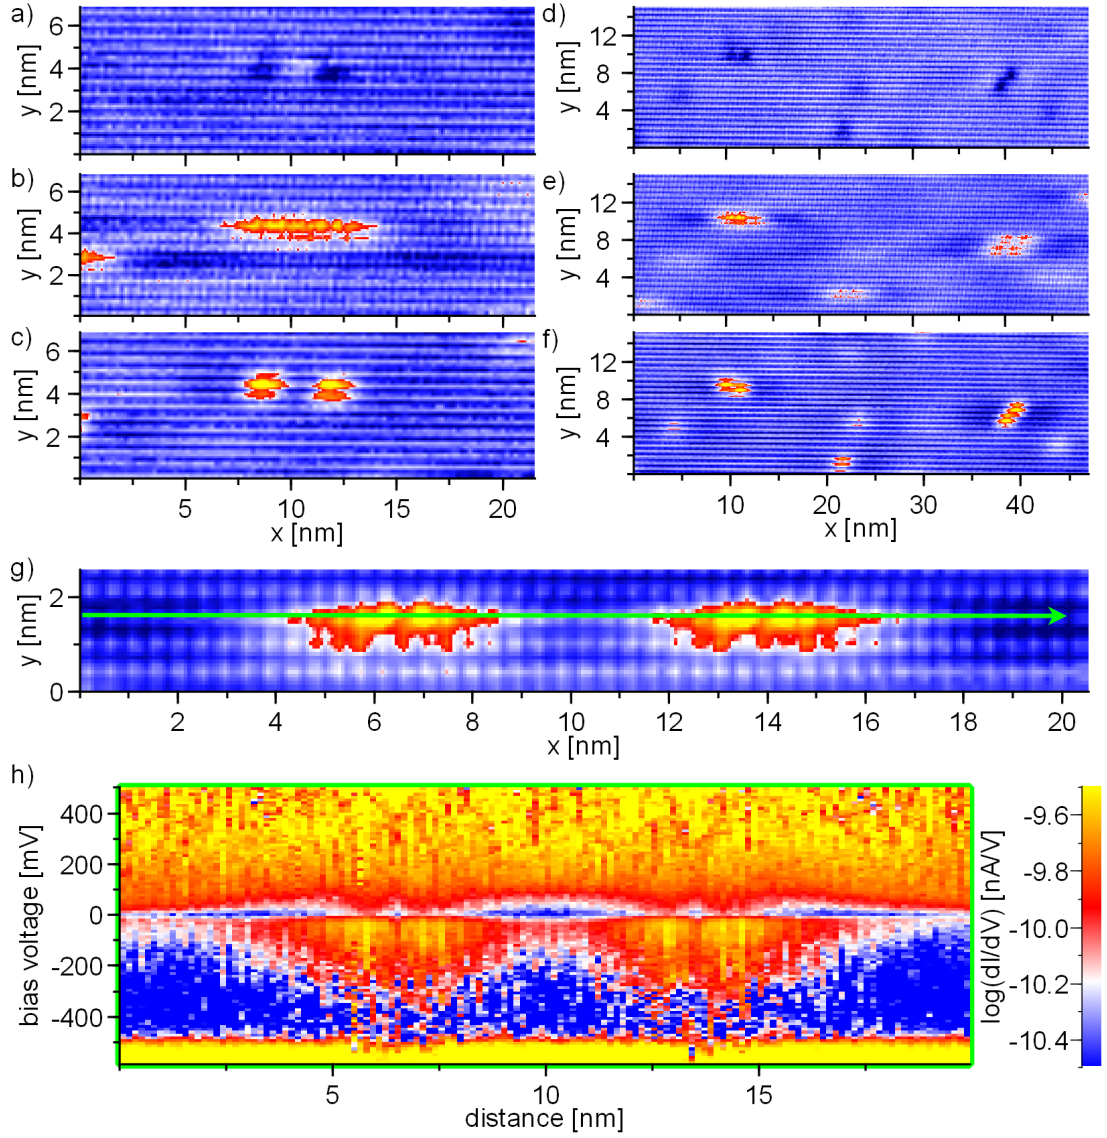 a)
6
4
2
y [nm]
d)
12
8
4
y [nm]
b)
6
4
2
y [nm]
e)
12
8
4
y [nm]
c)
6
4
2
y [nm]
5 10 15 20
x [nm]
f)
12
8
4
y [nm]
10 20 30 40
x [nm]
g)
2
0
y [nm]
2 4 6 8 10 12 14 16 18 20
x [nm]
h)
400
200
0
-200
-400
bias voltage [mV]
5 10 15
distance [nm]
log(dI/dV) [nA/V]
-9.6
-9.8
-10.0
-10.2
-10.4